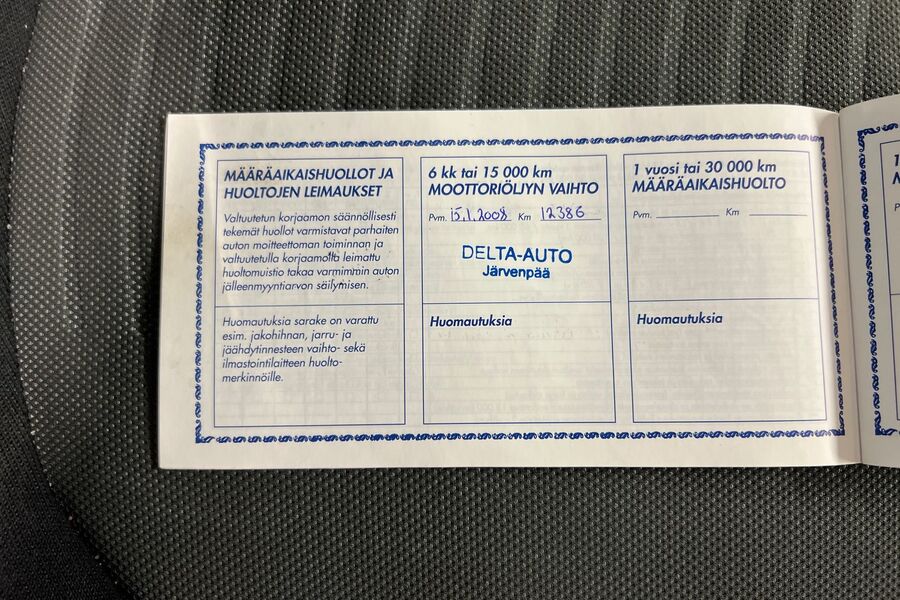 MÄÄRÄAIKAISHUOLLOT JA
HUOLTOJEN LEIMAUKSET
Valtuutetun korjaamon säännöllisesti
tekemät huollot varmistavat parhaiten
auton moitteettoman toiminnan ja
valtuutetulla korjaamolla leimattu
huoltomuistio takaa varmimmin auton
jälleenmyyntiarvon säilymisen.
Huomautuksia sarake on varattu
esim. jakohihnan, jarru- ja
jäähdytinnesteen vaihto- sekä
ilmastointilaitteen huolto-
merkinnöille.
6 kk tai 15 000 km
MOOTTORIÖLJYN VAIHTO
Pvm. 15.1.2008 Km 12386
DELTA-AUTO
Järvenpää
Huomautuksia
1 vuosi tai 30 000 km
MÄÄRÄAIKAISHUOLTO
Pvm. Km
Huomautuksia